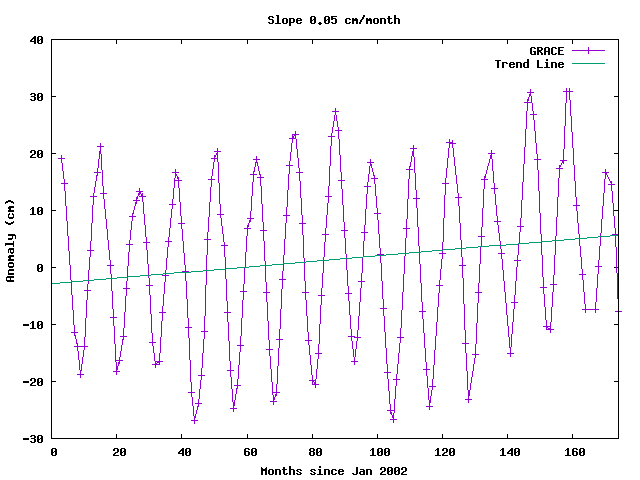 Slope 0.05 cm/month
40
30
20
10
0
-10
-20
-30
Anomaly (cm)
GRACE
Trend Line
0 20 40 60 80 100 120 140 160
Months since Jan 2002